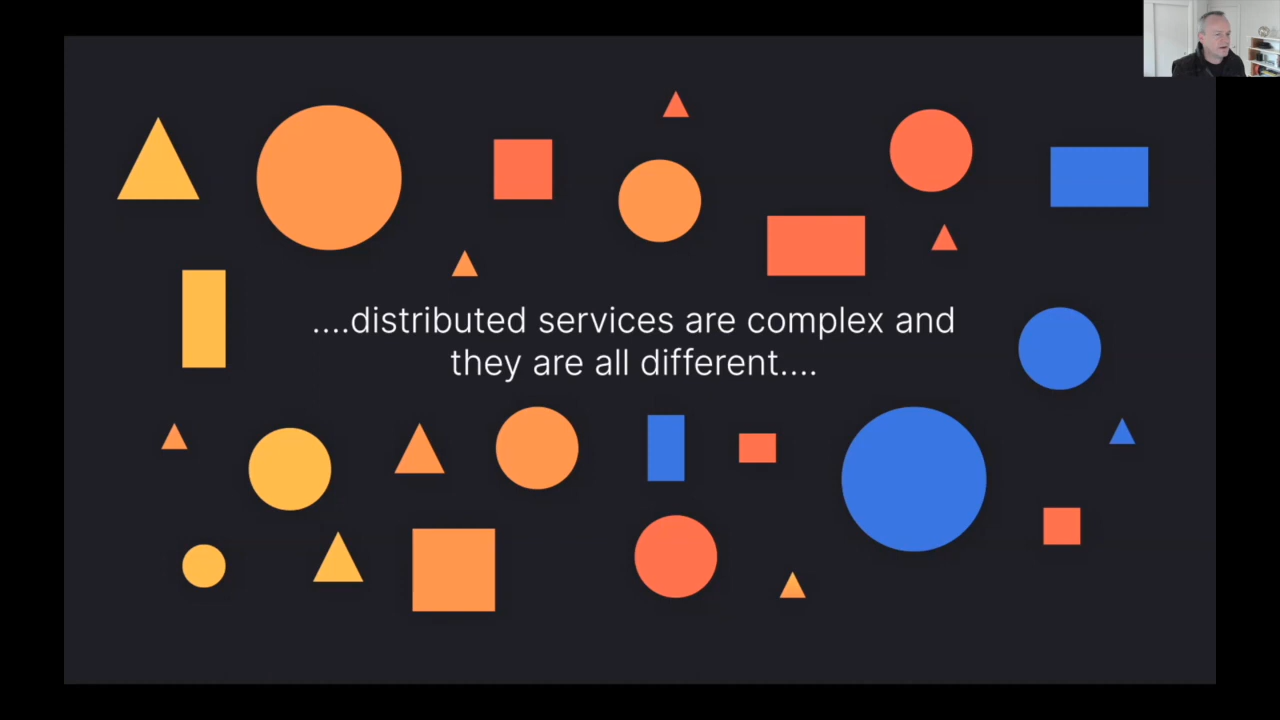 ....distributed services are complex and
they are all different....